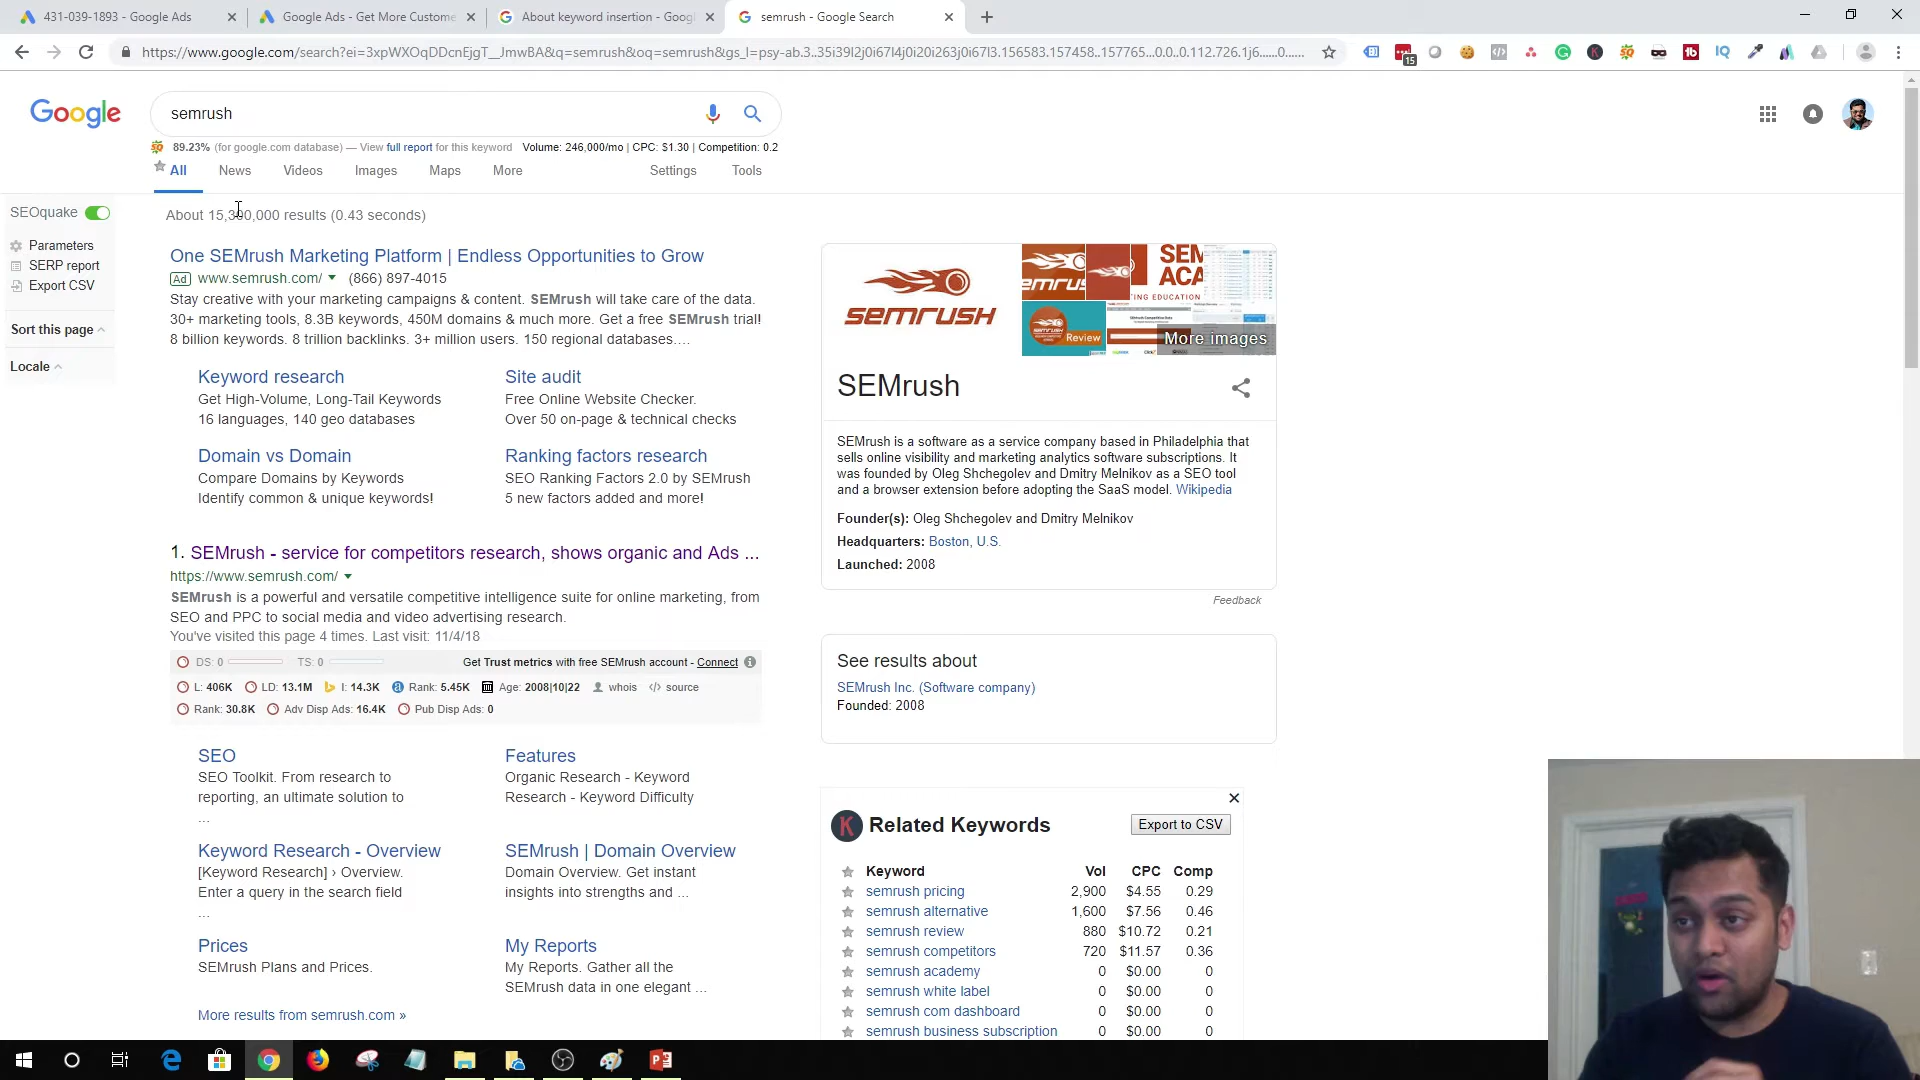 431-039-1893 - Google Ads
Google Ads - Get More Custome
About keyword insertion - Googl
semrush - Google Search
https://www.google.com/search?ei=3xpWXOqDDcnEjgT__JmwBA&q=semrush&oq=semrush&gs_l=psy-ab.3..35i39l2j0i67l4j0i20i263j0i67l3.156583.157458..157765...0.0..0.112.726.1j6......0......
15
Google
semrush
89.23% (for google.com database) — View full report for this keyword Volume: 246,000/mo | CPC: $1.30 | Competition: 0.2
All News Videos Images Maps More Settings Tools
SEOquake
Parameters
SERP report
Export CSV
Sort this page
Locale
About 15,300,000 results (0.43 seconds)
One SEMrush Marketing Platform | Endless Opportunities to Grow
Ad www.semrush.com/ (866) 897-4015
Stay creative with your marketing campaigns & content. SEMrush will take care of the data.
30+ marketing tools, 8.3B keywords, 450M domains & much more. Get a free SEMrush trial!
8 billion keywords. 8 trillion backlinks. 3+ million users. 150 regional databases....
Keyword research
Get High-Volume, Long-Tail Keywords
16 languages, 140 geo databases
Site audit
Free Online Website Checker.
Over 50 on-page & technical checks
Domain vs Domain
Compare Domains by Keywords
Identify common & unique keywords!
Ranking factors research
SEO Ranking Factors 2.0 by SEMrush
5 new factors added and more!
1. SEMrush - service for competitors research, shows organic and Ads ...
https://www.semrush.com/
SEMrush is a powerful and versatile competitive intelligence suite for online marketing, from
SEO and PPC to social media and video advertising research.
You've visited this page 4 times. Last visit: 11/4/18
DS: 0 TS: 0 Get Trust metrics with free SEMrush account - Connect
L: 406K LD: 13.1M I: 14.3K Rank: 5.45K Age: 2008|10|22 whois source
Rank: 30.8K Adv Disp Ads: 16.4K Pub Disp Ads: 0
SEO
SEO Toolkit. From research to
reporting, an ultimate solution to
...
Features
Organic Research - Keyword
Research - Keyword Difficulty
Keyword Research - Overview
[Keyword Research] › Overview.
Enter a query in the search field
...
SEMrush | Domain Overview
Domain Overview. Get instant
insights into strengths and ...
Prices
SEMrush Plans and Prices.
My Reports
My Reports. Gather all the
SEMrush data in one elegant ...
More results from semrush.com »
SEMRUSH
SEM
ACA
Review
More images
SEMrush
SEMrush is a software as a service company based in Philadelphia that
sells online visibility and marketing analytics software subscriptions. It
was founded by Oleg Shchegolev and Dmitry Melnikov as a SEO tool
and a browser extension before adopting the SaaS model. Wikipedia
Founder(s): Oleg Shchegolev and Dmitry Melnikov
Headquarters: Boston, U.S.
Launched: 2008
Feedback
See results about
SEMrush Inc. (Software company)
Founded: 2008
K Related Keywords Export to CSV
Keyword Vol CPC Comp
semrush pricing 2,900 $4.55 0.29
semrush alternative 1,600 $7.56 0.46
semrush review 880 $10.72 0.21
semrush competitors 720 $11.57 0.36
semrush academy 0 $0.00 0
semrush white label 0 $0.00 0
semrush com dashboard 0 $0.00 0
semrush business subscription 0 $0.00 0